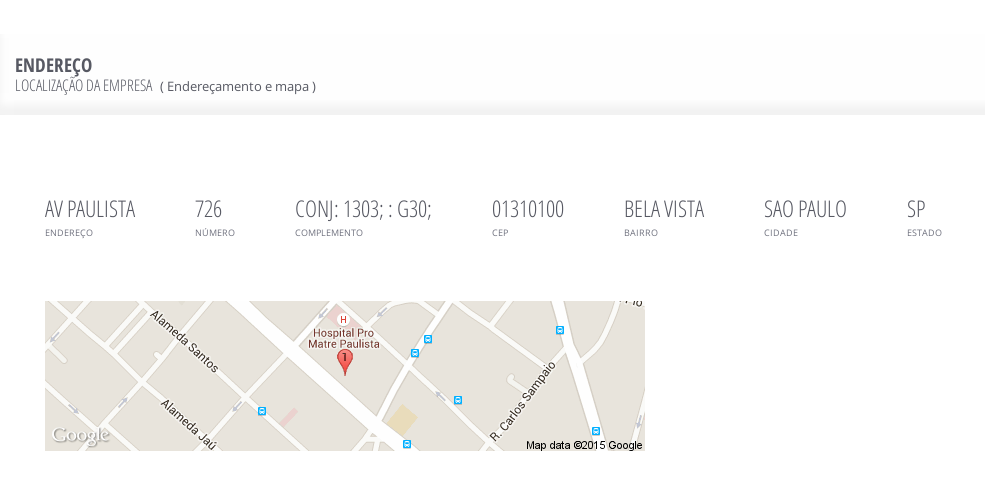 ENDEREÇO
LOCALIZAÇÃO DA EMPRESA ( Endereçamento e mapa )
AV PAULISTA 726 CONJ: 1303; : G30; 01310100 BELA VISTA SAO PAULO SP
ENDEREÇO NÚMERO COMPLEMENTO CEP BAIRRO CIDADE ESTADO
H
Hospital Pro
Matre Paulista
1
Alameda Santos
R. Carlos Sampaio
Alameda Jaú
Google
Map data ©2015 Google